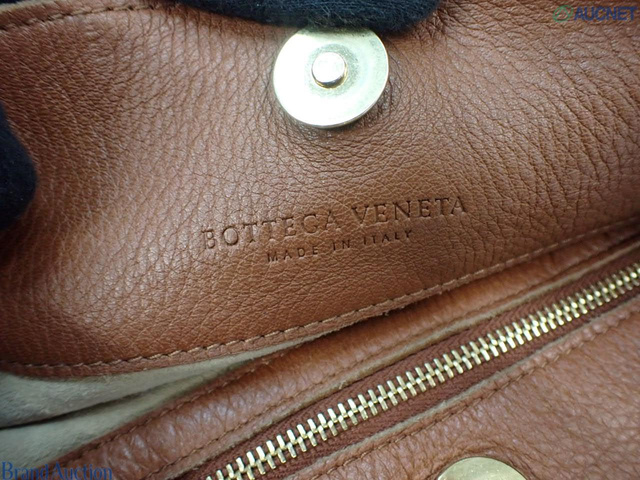 AUCNET
BOTTEGA VENETA
MADE IN ITALY
Brand Auction